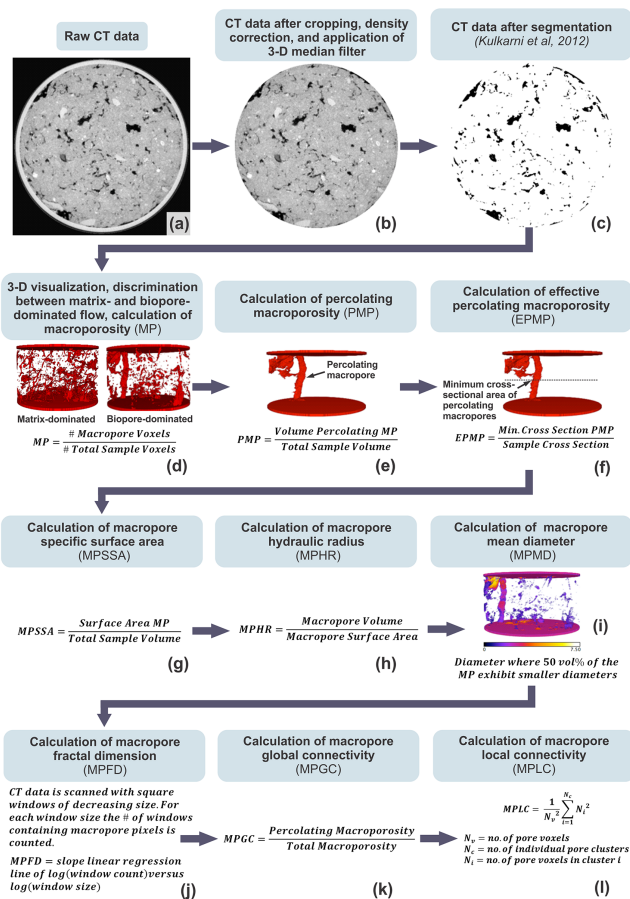 Raw CT data
CT data after cropping, density
correction, and application of
3-D median filter
CT data after segmentation
(Kulkarni et al, 2012)
(a)
(b)
(c)
3-D visualization, discrimination
between matrix- and biopore-
dominated flow, calculation of
macroporosity (MP)
Matrix-dominated
Biopore-dominated
MP = # Macropore Voxels / # Total Sample Voxels
(d)
Calculation of percolating
macroporosity (PMP)
Percolating
macropore
PMP = Volume Percolating MP / Total Sample Volume
(e)
Calculation of effective
percolating macroporosity
(EPMP)
Minimum cross-
sectional area of
percolating
macropores
EPMP = Min. Cross Section PMP / Sample Cross Section
(f)
Calculation of macropore
specific surface area
(MPSSA)
MPSSA = Surface Area MP / Total Sample Volume
(g)
Calculation of macropore
hydraulic radius
(MPHR)
MPHR = Macropore Volume / Macropore Surface Area
(h)
Calculation of macropore
mean diameter
(MPMD)
(i)
0 7.50
Diameter where 50 vol% of the
MP exhibit smaller diameters
Calculation of macropore
fractal dimension
(MPFD)
CT data is scanned with square
windows of decreasing size. For
each window size the # of windows
containing macropore pixels is
counted.
MPFD = slope linear regression
line of log(window count)versus
log(window size)
(j)
Calculation of macropore
global connectivity
(MPGC)
MPGC = Percolating Macroporosity / Total Macroporosity
(k)
Calculation of macropore
local connectivity
(MPLC)
MPLC = 1/N_v² ∑_{i=1}^{N_c} N_i²
N_v = no. of pore voxels
N_c = no. of individual pore clusters
N_i = no. of pore voxels in cluster i
(l)